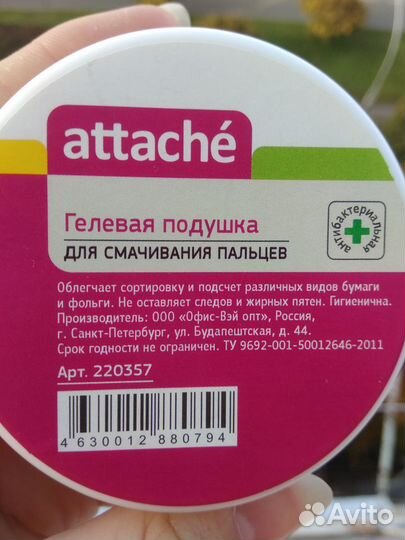 attaché
Гелевая подушка
ДЛЯ СМАЧИВАНИЯ ПАЛЬЦЕВ
антибактериальная
Облегчает сортировку и подсчет различных видов бумаги
и фольги. Не оставляет следов и жирных пятен. Гигиенична.
Производитель: ООО «Офис-Вэй опт», Россия,
г. Санкт-Петербург, ул. Будапештская, д. 44.
Срок годности не ограничен. ТУ 9692-001-50012646-2011
Арт. 220357
4 630012 880794
Avito